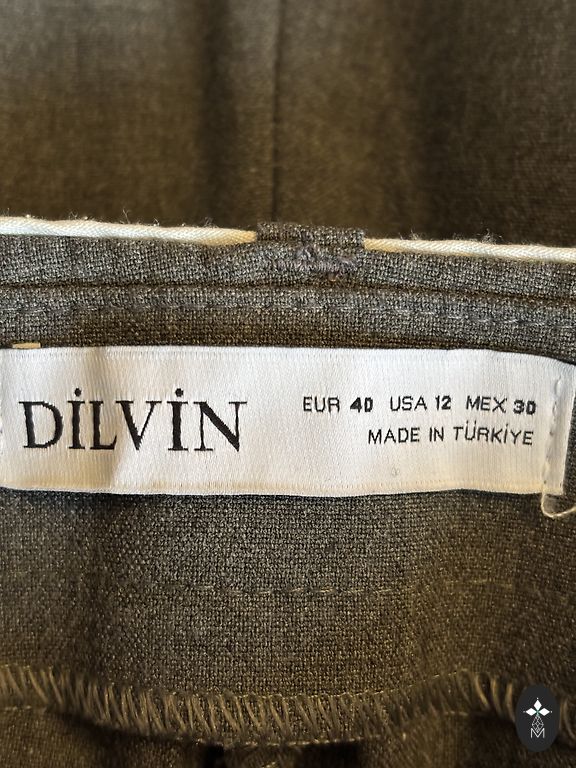 DİLVİN
EUR 40 USA 12 MEX 30
MADE IN TÜRKİYE
M